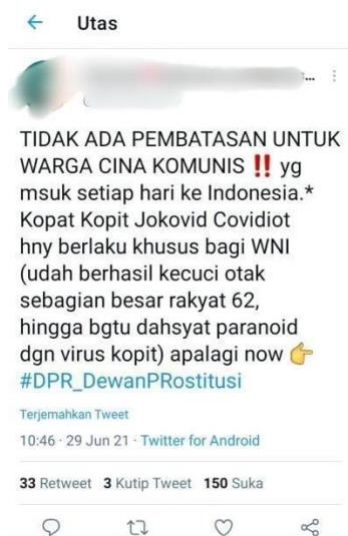 Utas
TIDAK ADA PEMBATASAN UNTUK
WARGA CINA KOMUNIS ‼️ yg
msuk setiap hari ke Indonesia.*
Kopat Kopit Jokovid Covidiot
hny berlaku khusus bagi WNI
(udah berhasil kecuci otak
sebagian besar rakyat 62,
hingga bgtu dahsyat paranoid
dgn virus kopit) apalagi now 👉
#DPR_DewanPRostitusi
Terjemahkan Tweet
10:46 · 29 Jun 21 · Twitter for Android
33 Retweet 3 Kutip Tweet 150 Suka